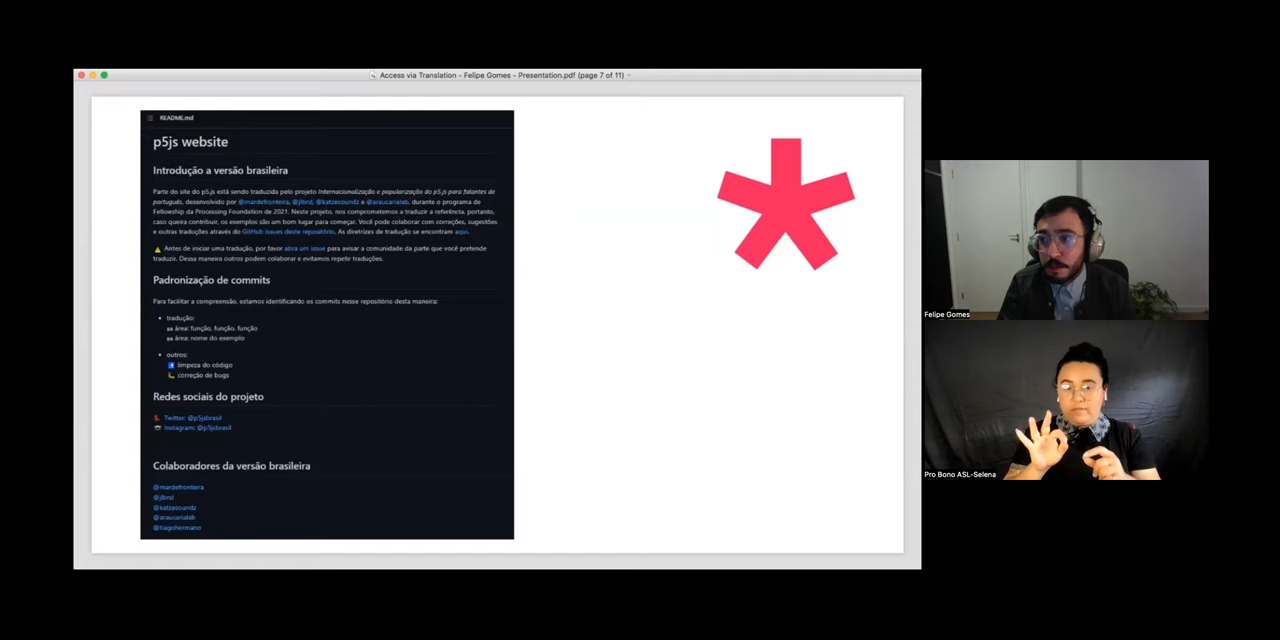 Access via Translation - Felipe Gomes - Presentation.pdf (page 7 of 11)
README.md
p5js website
Introdução a versão brasileira
Parte do site do p5.js está sendo traduzida pelo projeto Internacionalização e popularização do p5.js para falantes de
português, desenvolvido por @mardefronteira, @jlbrsl, @katzesoundz e @araucarialab, durante o programa de
Fellowship da Processing Foundation de 2021. Neste projeto, nos comprometemos a traduzir a referência, portanto,
caso queira contribuir, os exemplos são um bom lugar para começar. Você pode colaborar com correções, sugestões
e outras traduções através do GitHub issues deste repositório. As diretrizes de tradução se encontram aqui.
Antes de iniciar uma tradução, por favor abra um issue para avisar a comunidade da parte que você pretende
traduzir. Dessa maneira outros podem colaborar e evitamos repetir traduções.
Padronização de commits
Para facilitar a compreensão, estamos identificando os commits nesse repositório desta maneira:
tradução:
área: função, função, função
área: nome do exemplo
outros:
limpeza do código
correção de bugs
Redes sociais do projeto
Twitter: @p5jsbrasil
Instagram: @p5jsbrasil
Colaboradores da versão brasileira
@mardefronteira
@jlbrsl
@katzesoundz
@araucarialab
@tiagohermano
Felipe Gomes
Pro Bono ASL-Selena